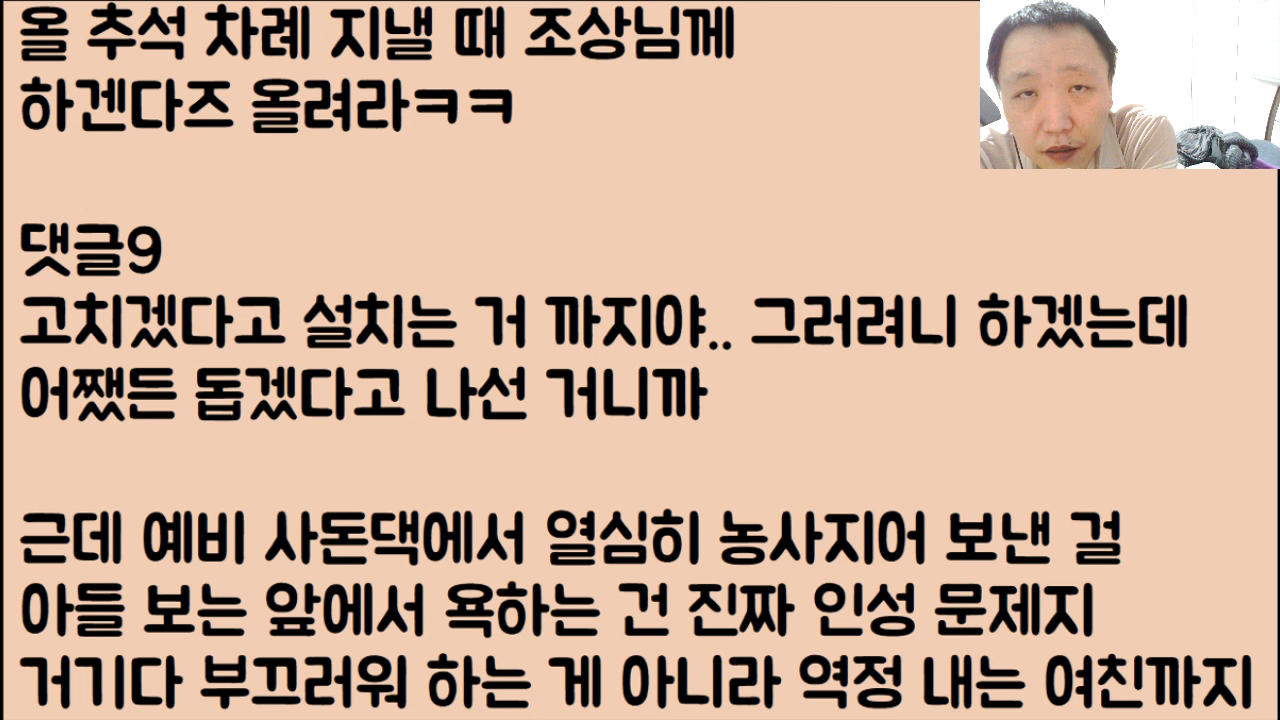 올 추석 차례 지낼 때 조상님께
하겐다즈 올려라ㅋㅋ
댓글9
고치겠다고 설치는 거 까지야.. 그러려니 하겠는데
어쨌든 돕겠다고 나선 거니까
근데 예비 사돈댁에서 열심히 농사지어 보낸 걸
아들 보는 앞에서 욕하는 건 진짜 인성 문제지
거기다 부끄러워 하는 게 아니라 역정 내는 여친까지